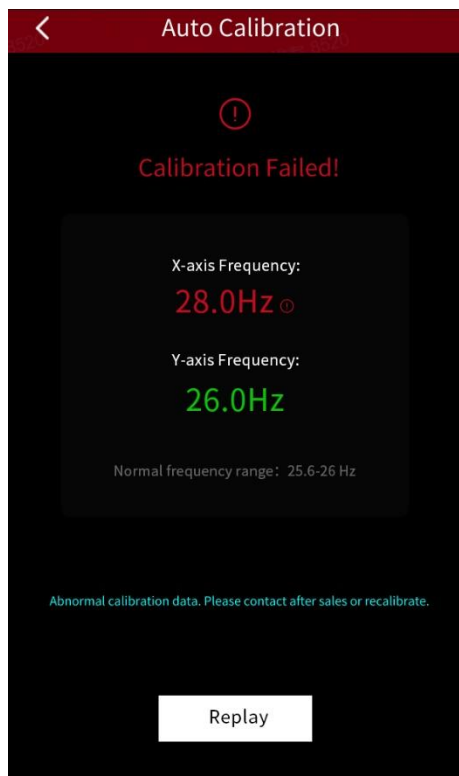 Auto Calibration
Calibration Failed!
X-axis Frequency:
28.0Hz
Y-axis Frequency:
26.0Hz
Normal frequency range: 25.6-26 Hz
Abnormal calibration data. Please contact after sales or recalibrate.
Replay